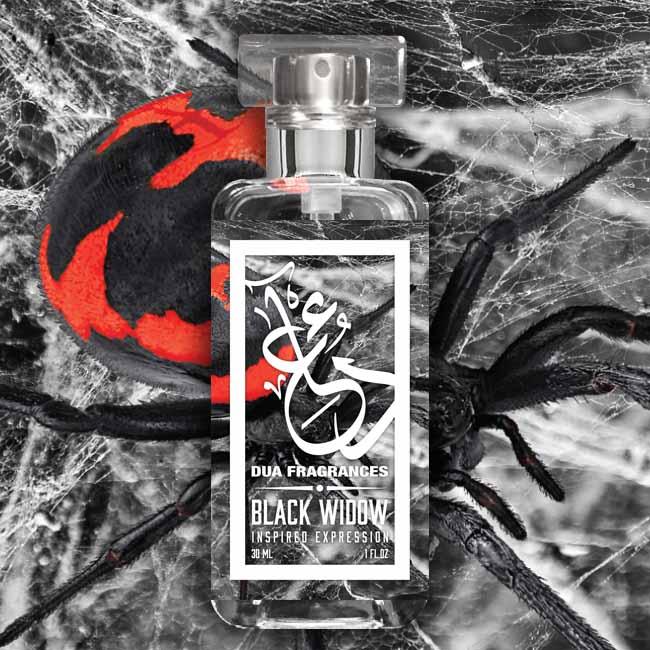 DUA FRAGRANCES
BLACK WIDOW
INSPIRED EXPRESSION
30 ML 1 FL.OZ